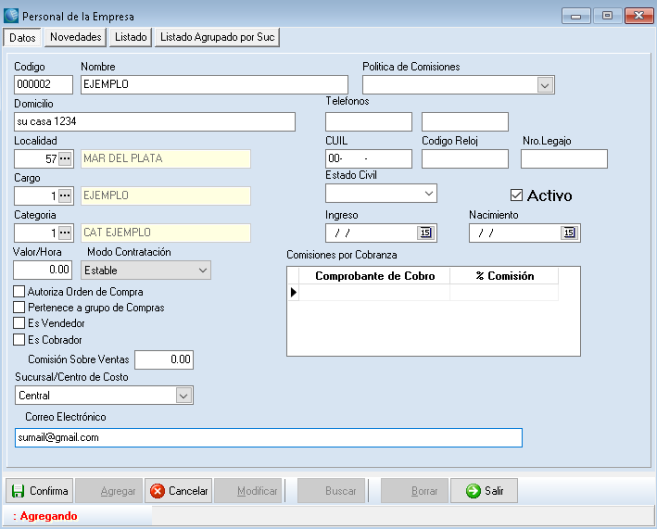 Personal de la Empresa
Datos Novedades Listado Listado Agrupado por Suc
Codigo Nombre Política de Comisiones
000002 EJEMPLO
Domicilio Telefonos
su casa 1234
Localidad CUIL Codigo Reloj Nro.Legajo
57 ... MAR DEL PLATA 00- -
Cargo Estado Civil
1 ... EJEMPLO Activo
Categoria Ingreso Nacimiento
1 ... CAT EJEMPLO / / 15 / / 15
Valor/Hora Modo Contratación Comisiones por Cobranza
0.00 Estable Comprobante de Cobro % Comisión
Autoriza Orden de Compra
Pertenece a grupo de Compras
Es Vendedor
Es Cobrador
Comisión Sobre Ventas 0.00
Sucursal/Centro de Costo
Central
Correo Electrónico
sumail@gmail.com
Confirma Agregar Cancelar Modificar Buscar Borrar Salir
: Agregando